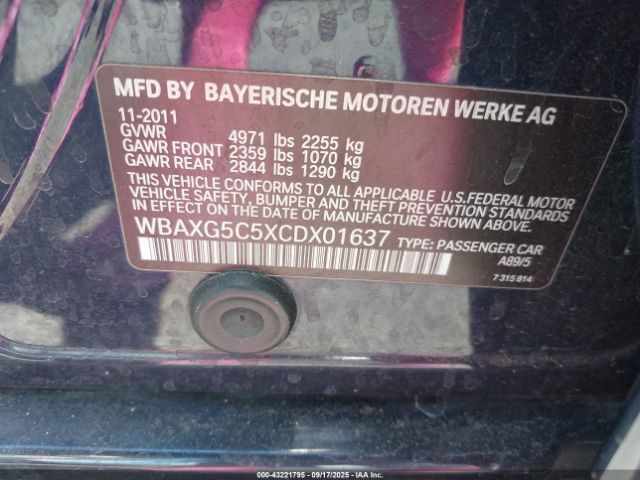 MFD BY BAYERISCHE MOTOREN WERKE AG
11-2011
GVWR 4971 lbs 2255 kg
GAWR FRONT 2359 lbs 1070 kg
GAWR REAR 2844 lbs 1290 kg
THIS VEHICLE CONFORMS TO ALL APPLICABLE U.S.FEDERAL MOTOR
VEHICLE SAFETY, BUMPER AND THEFT PREVENTION STANDARDS
IN EFFECT ON THE DATE OF MANUFACTURE SHOWN ABOVE.
WBAXG5C5XCDX01637 TYPE: PASSENGER CAR
A89/5
7 315 814
© IAAI - 43221795 - 09/17/2025 - IAAI.COM